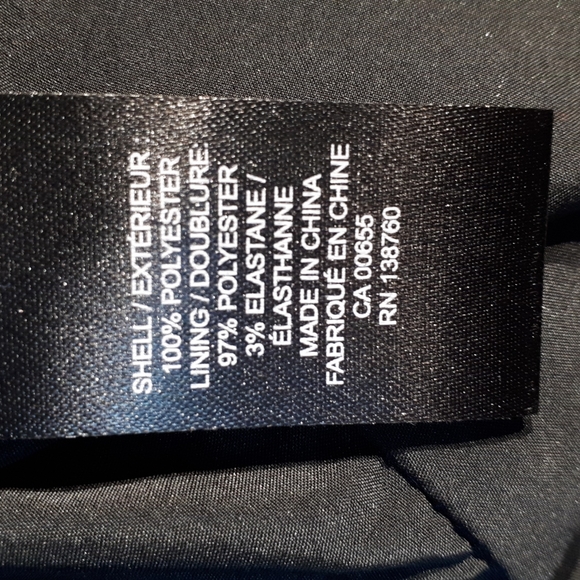 SHELL / EXTÉRIEUR
100% POLYESTER
LINING / DOUBLURE
97% POLYESTER
3% ELASTANE /
ÉLASTHANNE
MADE IN CHINA
FABRIQUÉ EN CHINE
CA 00655
RN 138760